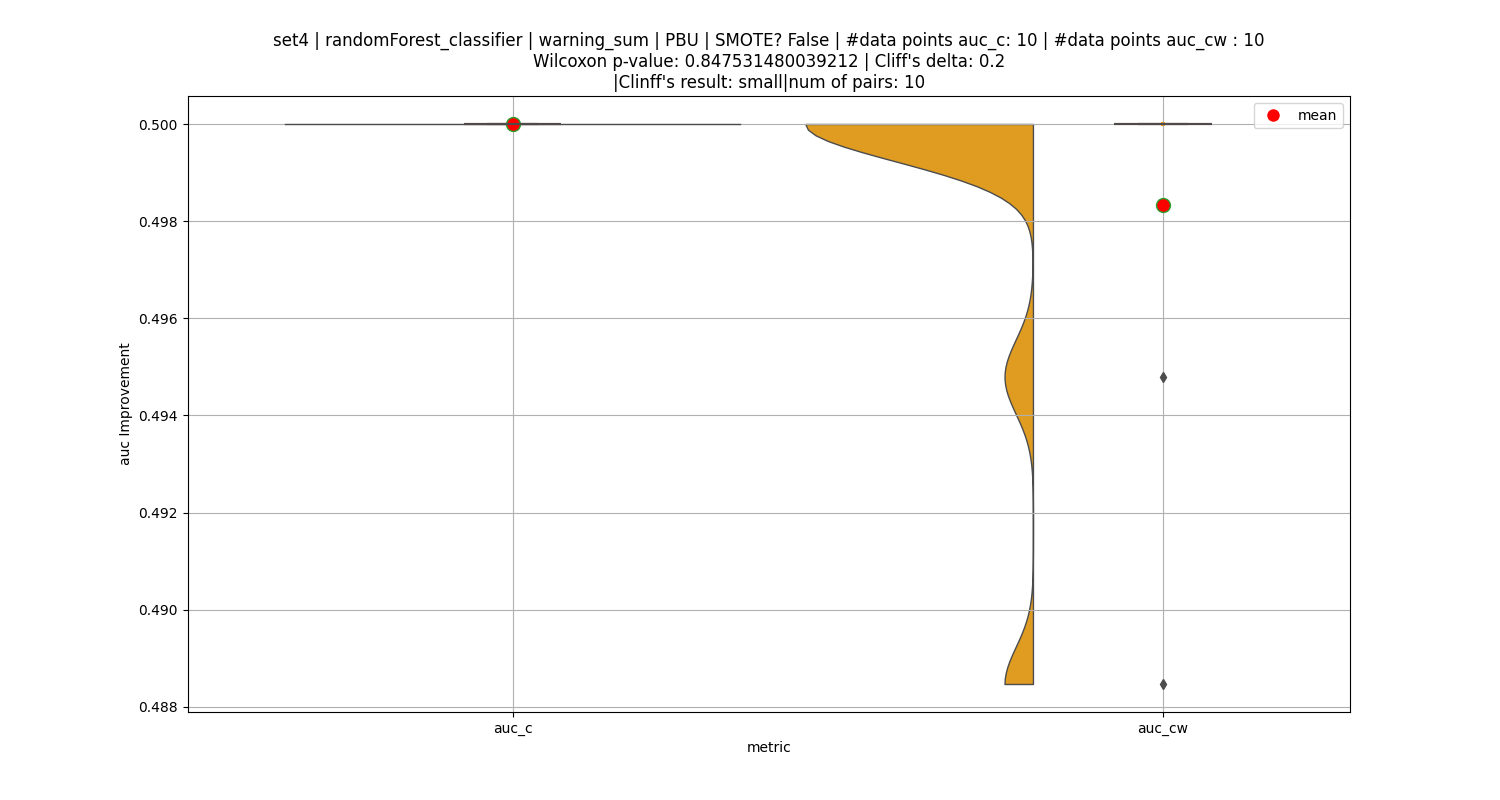 set4 | randomForest_classifier | warning_sum | PBU | SMOTE? False | #data points auc_c: 10 | #data points auc_cw : 10
Wilcoxon p-value: 0.847531480039212 | Cliff's delta: 0.2
|Clinff's result: small|num of pairs: 10
mean
0.500
0.498
0.496
0.494
0.492
0.490
0.488
auc Improvement
auc_c
auc_cw
metric